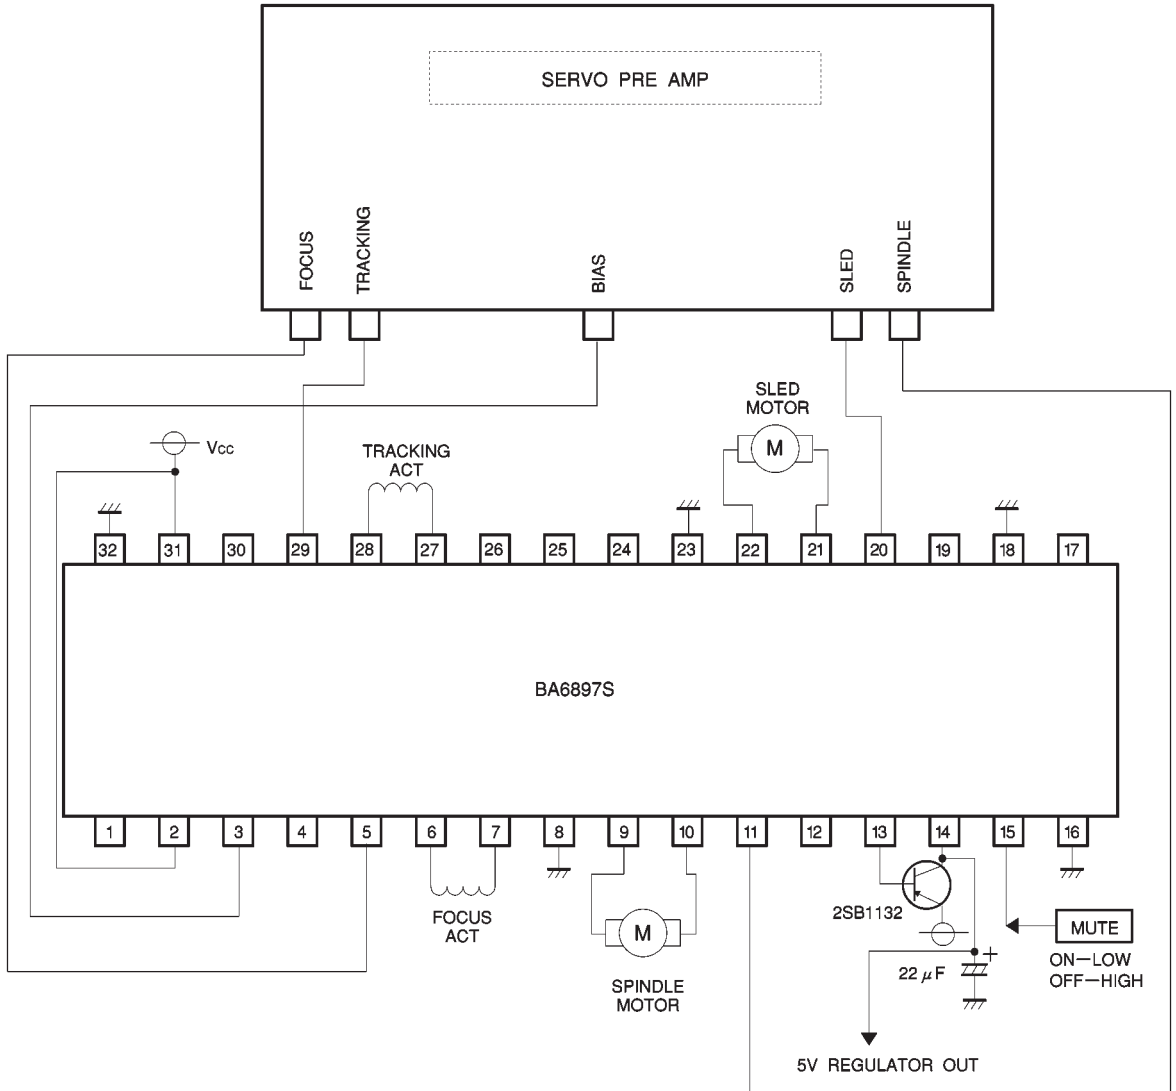 SERVO PRE AMP
FOCUS
TRACKING
BIAS
SLED
SPINDLE
SLED
MOTOR
M
Vcc
TRACKING
ACT
32 31 30 29 28 27 26 25 24 23 22 21 20 19 18 17
BA6897S
1 2 3 4 5 6 7 8 9 10 11 12 13 14 15 16
FOCUS
ACT
M
SPINDLE
MOTOR
2SB1132
MUTE
ON−LOW
OFF−HIGH
+
22 μF
5V REGULATOR OUT